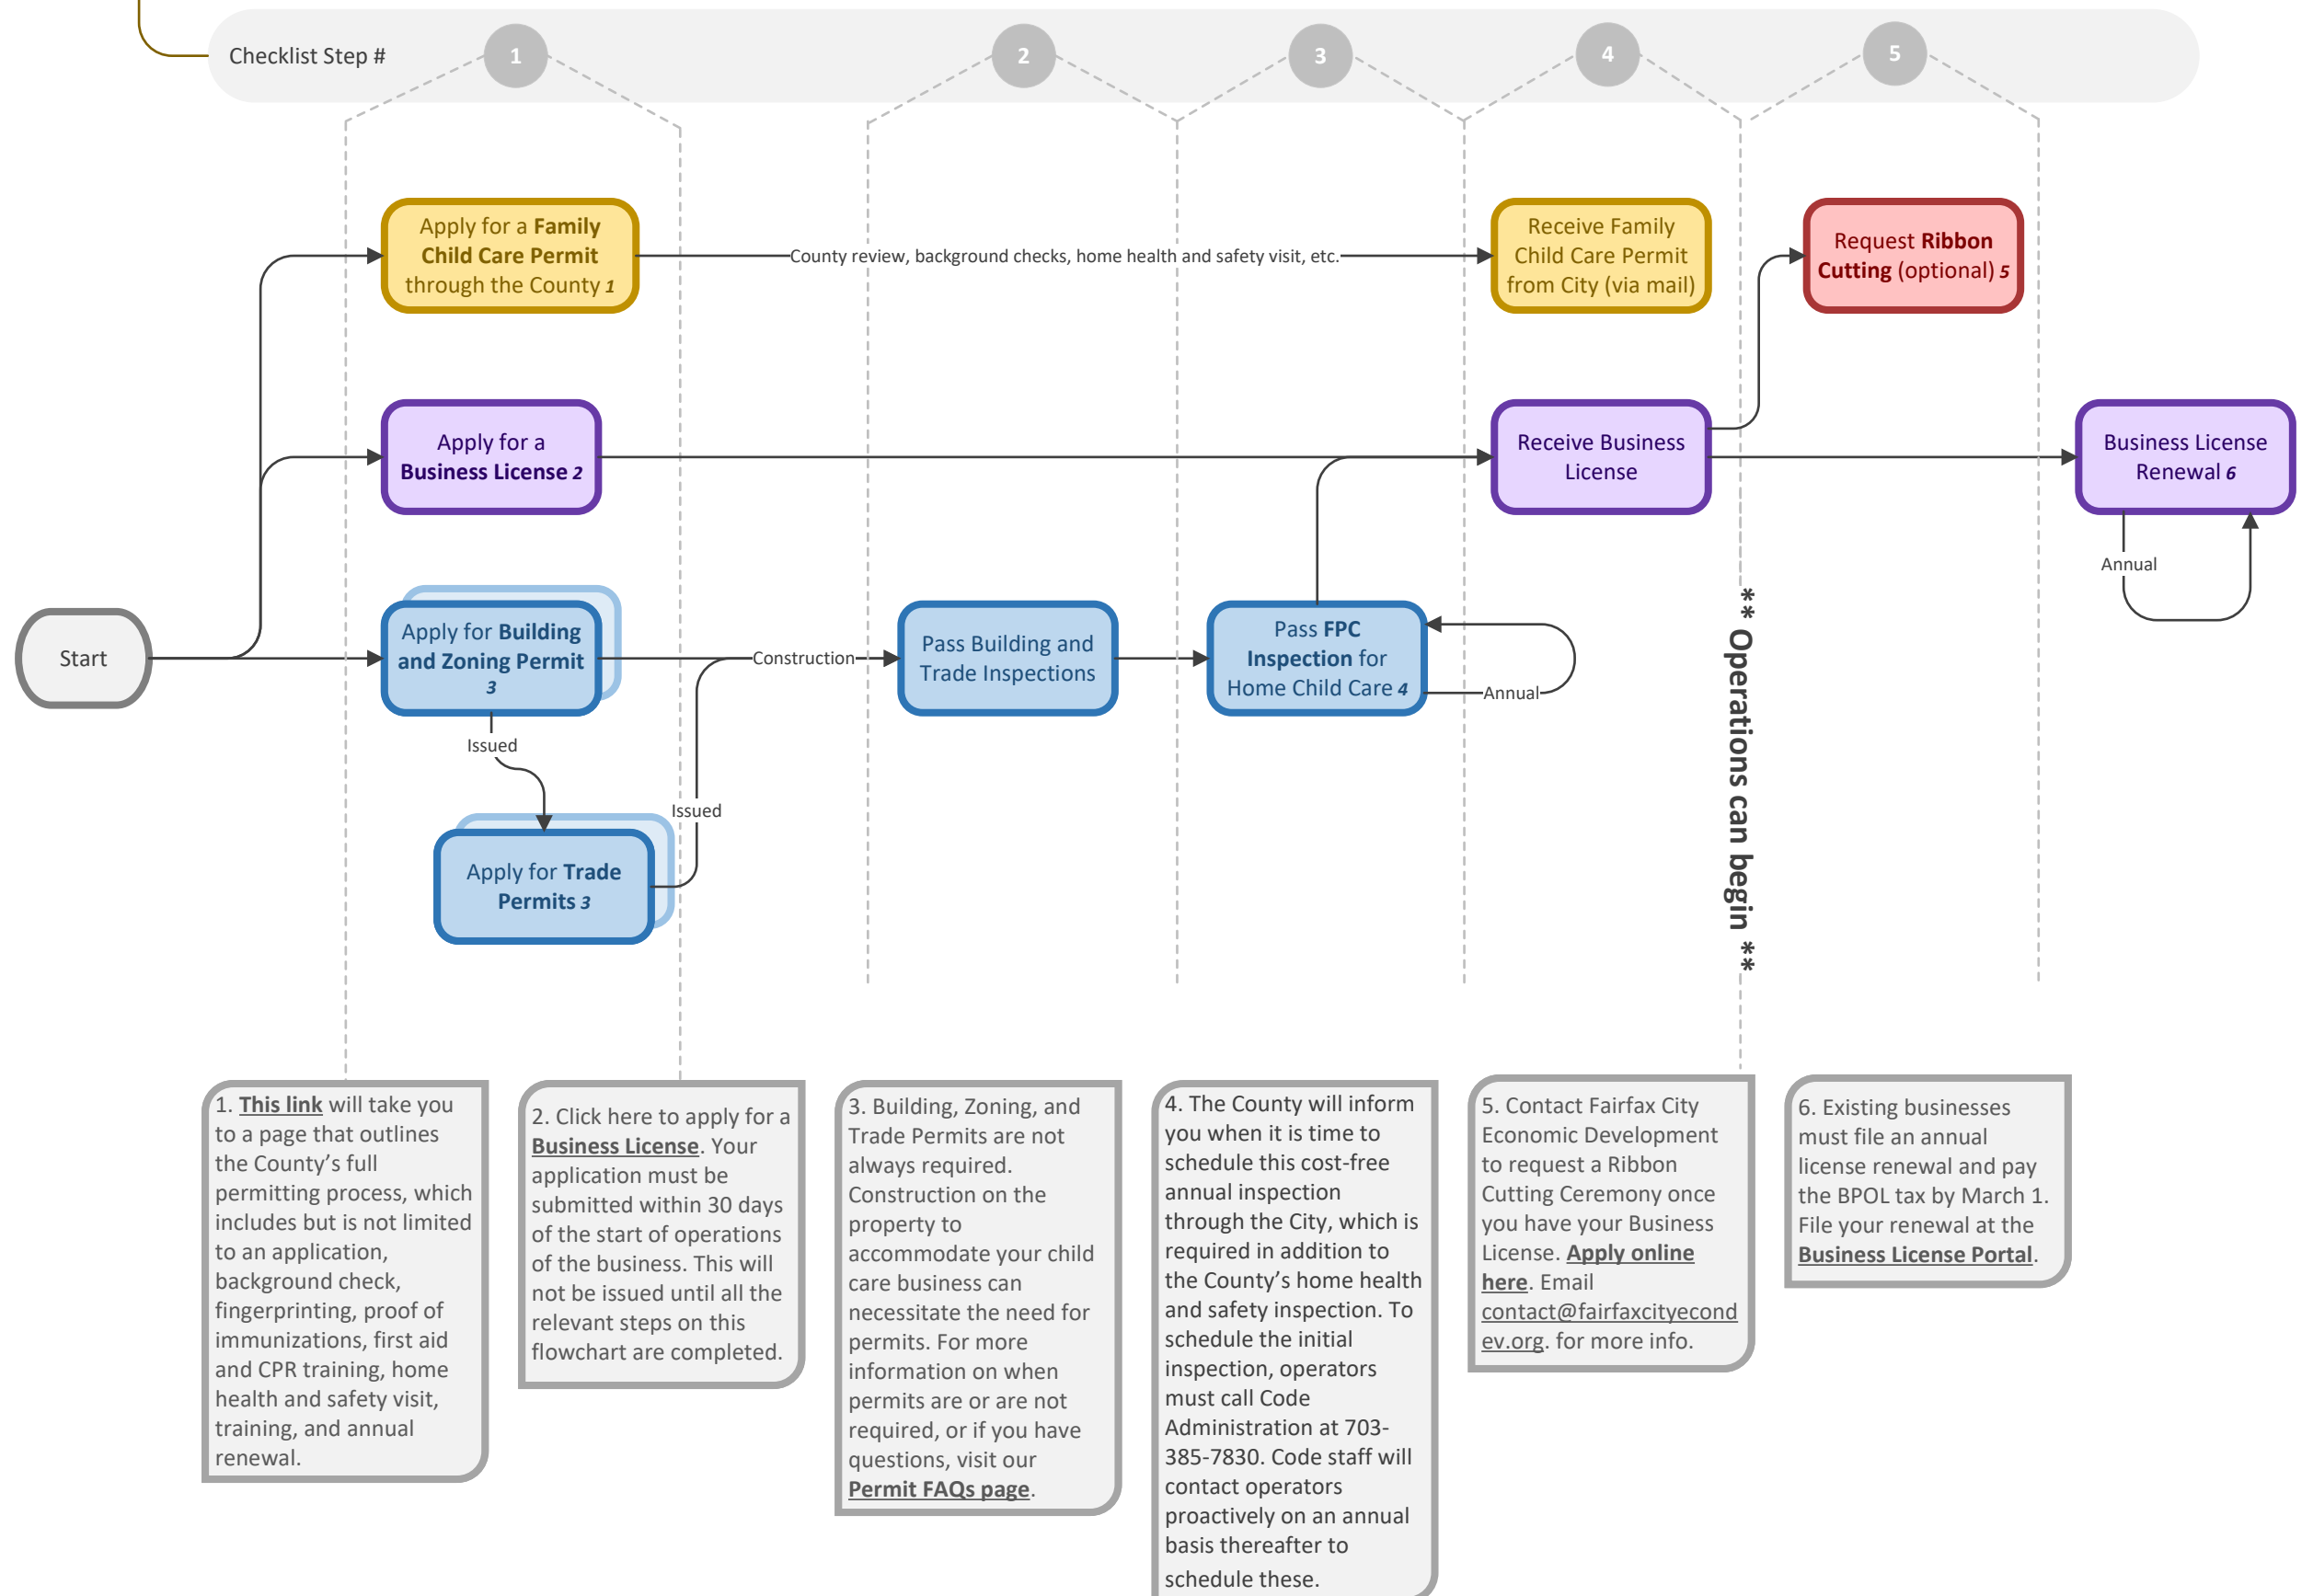 Checklist Step #
1
2
3
4
5
Apply for a Family
Child Care Permit
through the County 1
County review, background checks, home health and safety visit, etc.
Receive Family
Child Care Permit
from City (via mail)
Request Ribbon
Cutting (optional) 5
Apply for a
Business License 2
Receive Business
License
Business License
Renewal 6
Annual
Start
Apply for Building
and Zoning Permit
3
Construction
Pass Building and
Trade Inspections
Pass FPC
Inspection for
Home Child Care 4
Annual
Issued
Apply for Trade
Permits 3
Issued
** Operations can begin **
1. This link will take you
to a page that outlines
the County’s full
permitting process, which
includes but is not limited
to an application,
background check,
fingerprinting, proof of
immunizations, first aid
and CPR training, home
health and safety visit,
training, and annual
renewal.
2. Click here to apply for a
Business License. Your
application must be
submitted within 30 days
of the start of operations
of the business. This will
not be issued until all the
relevant steps on this
flowchart are completed.
3. Building, Zoning, and
Trade Permits are not
always required.
Construction on the
property to
accommodate your child
care business can
necessitate the need for
permits. For more
information on when
permits are or are not
required, or if you have
questions, visit our
Permit FAQs page.
4. The County will inform
you when it is time to
schedule this cost-free
annual inspection
through the City, which is
required in addition to
the County’s home health
and safety inspection. To
schedule the initial
inspection, operators
must call Code
Administration at 703-
385-7830. Code staff will
contact operators
proactively on an annual
basis thereafter to
schedule these.
5. Contact Fairfax City
Economic Development
to request a Ribbon
Cutting Ceremony once
you have your Business
License. Apply online
here. Email
contact@fairfaxcityecond
ev.org. for more info.
6. Existing businesses
must file an annual
license renewal and pay
the BPOL tax by March 1.
File your renewal at the
Business License Portal.